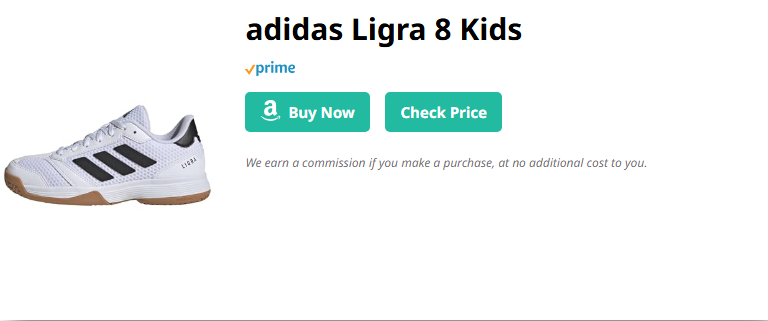 adidas Ligra 8 Kids
prime
Buy Now
Check Price
LIGRA
We earn a commission if you make a purchase, at no additional cost to you.